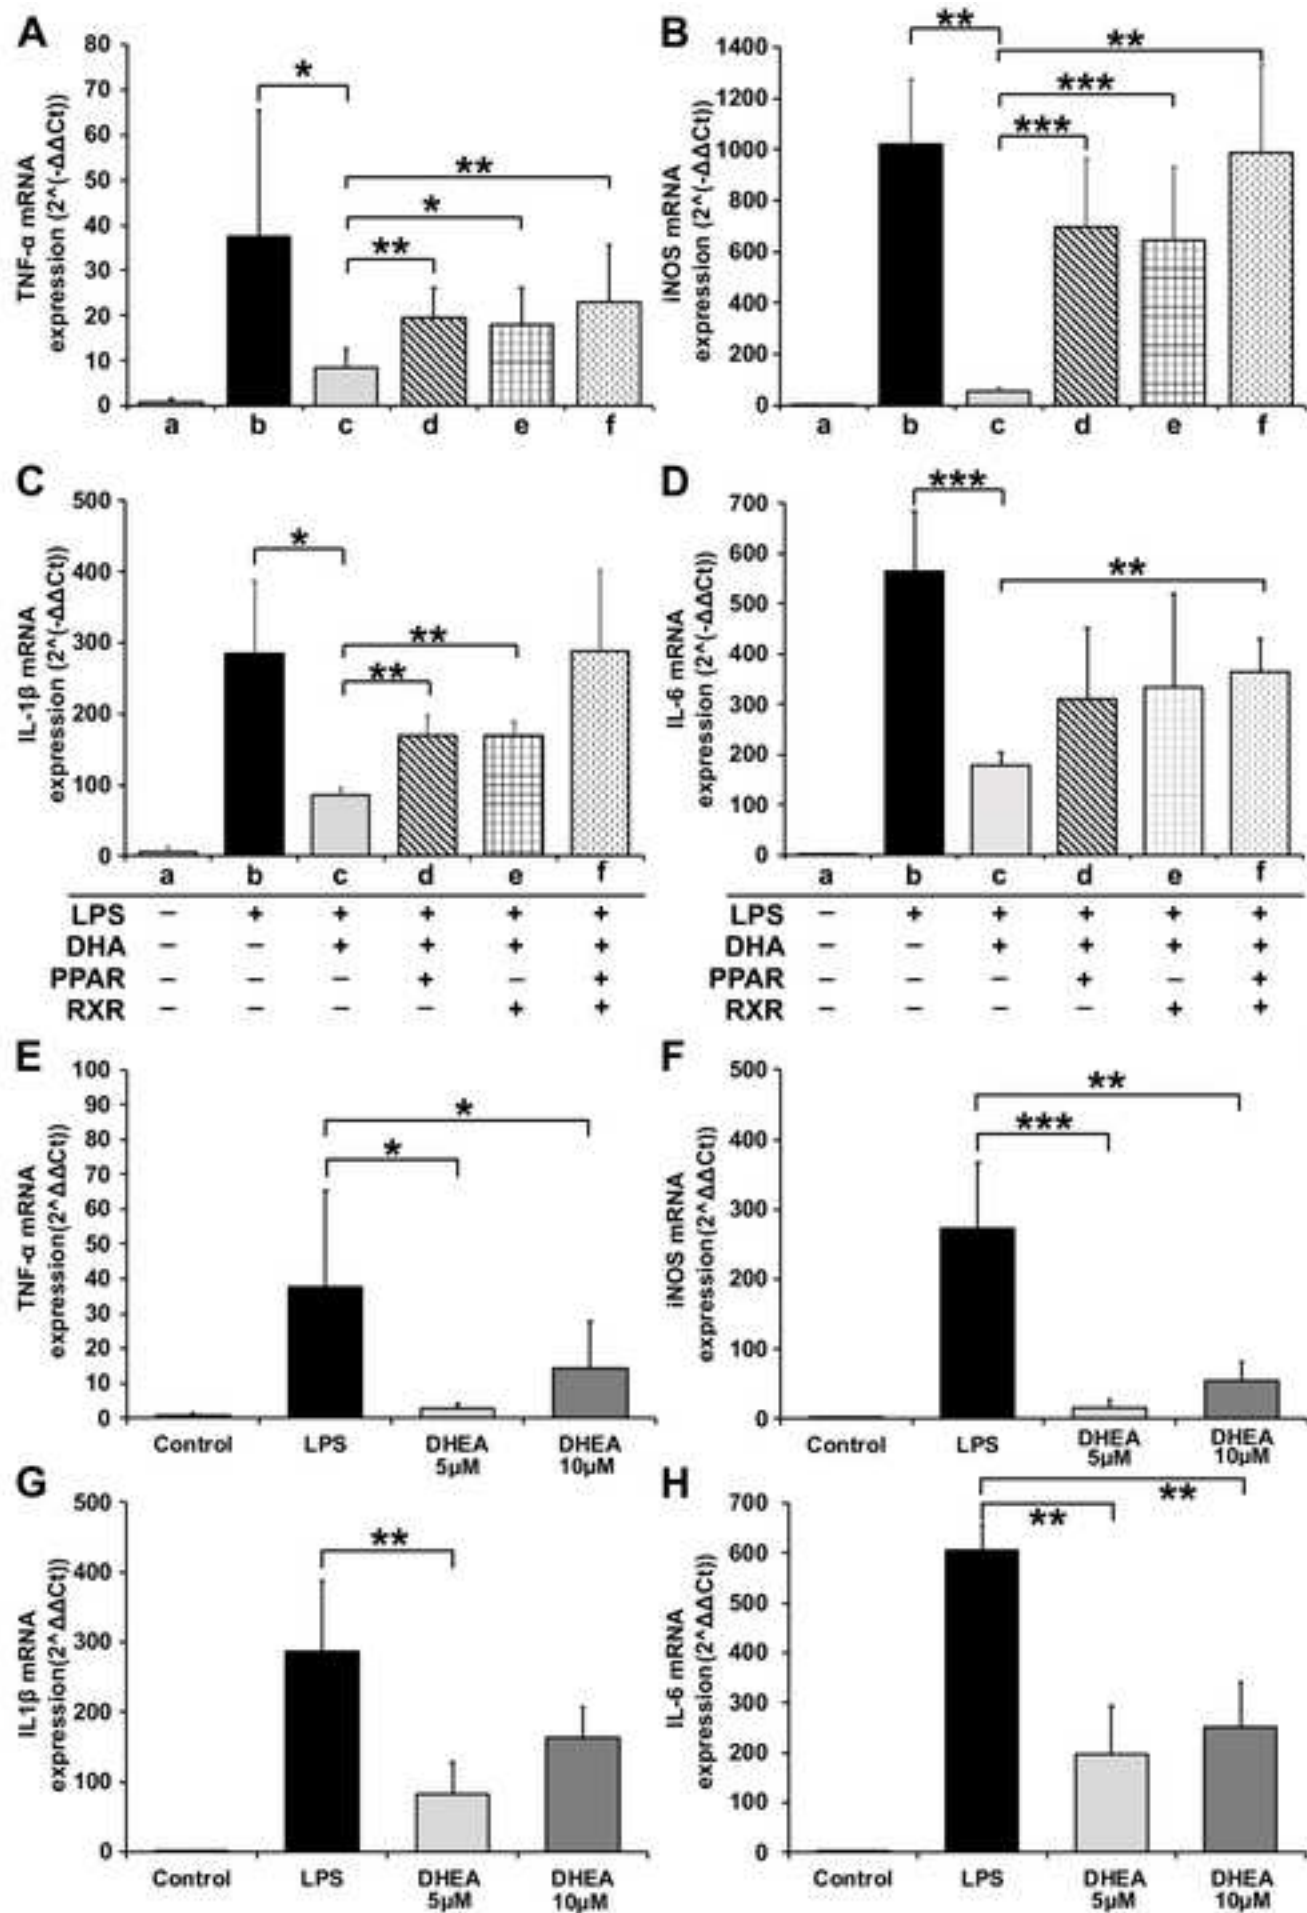 A
TNF-α mRNA
expression (2^(-ΔΔCt))
80
70
60
50
40
30
20
10
0
*
**
*
**
a b c d e f
B
iNOS mRNA
expression (2^(-ΔΔCt))
1400
1200
1000
800
600
400
200
0
**
**
***
***
a b c d e f
C
IL-1β mRNA
expression (2^(-ΔΔCt))
500
400
300
200
100
0
*
**
**
a b c d e f
LPS – + + + + +
DHA – – + + + +
PPAR – – – + – +
RXR – – – – + +
D
IL-6 mRNA
expression (2^(-ΔΔCt))
700
600
500
400
300
200
100
0
***
**
a b c d e f
LPS – + + + + +
DHA – – + + + +
PPAR – – – + – +
RXR – – – – + +
E
TNF-α mRNA
expression(2^ΔΔCt))
100
90
80
70
60
50
40
30
20
10
0
*
*
Control LPS DHEA DHEA
5μM 10μM
F
iNOS mRNA
expression(2^ΔΔCt))
500
400
300
200
100
0
**
***
Control LPS DHEA DHEA
5μM 10μM
G
IL1β mRNA
expression(2^ΔΔCt))
500
400
300
200
100
0
**
Control LPS DHEA DHEA
5μM 10μM
H
IL-6 mRNA
expression(2^ΔΔCt))
700
600
500
400
300
200
100
0
**
**
Control LPS DHEA DHEA
5μM 10μM